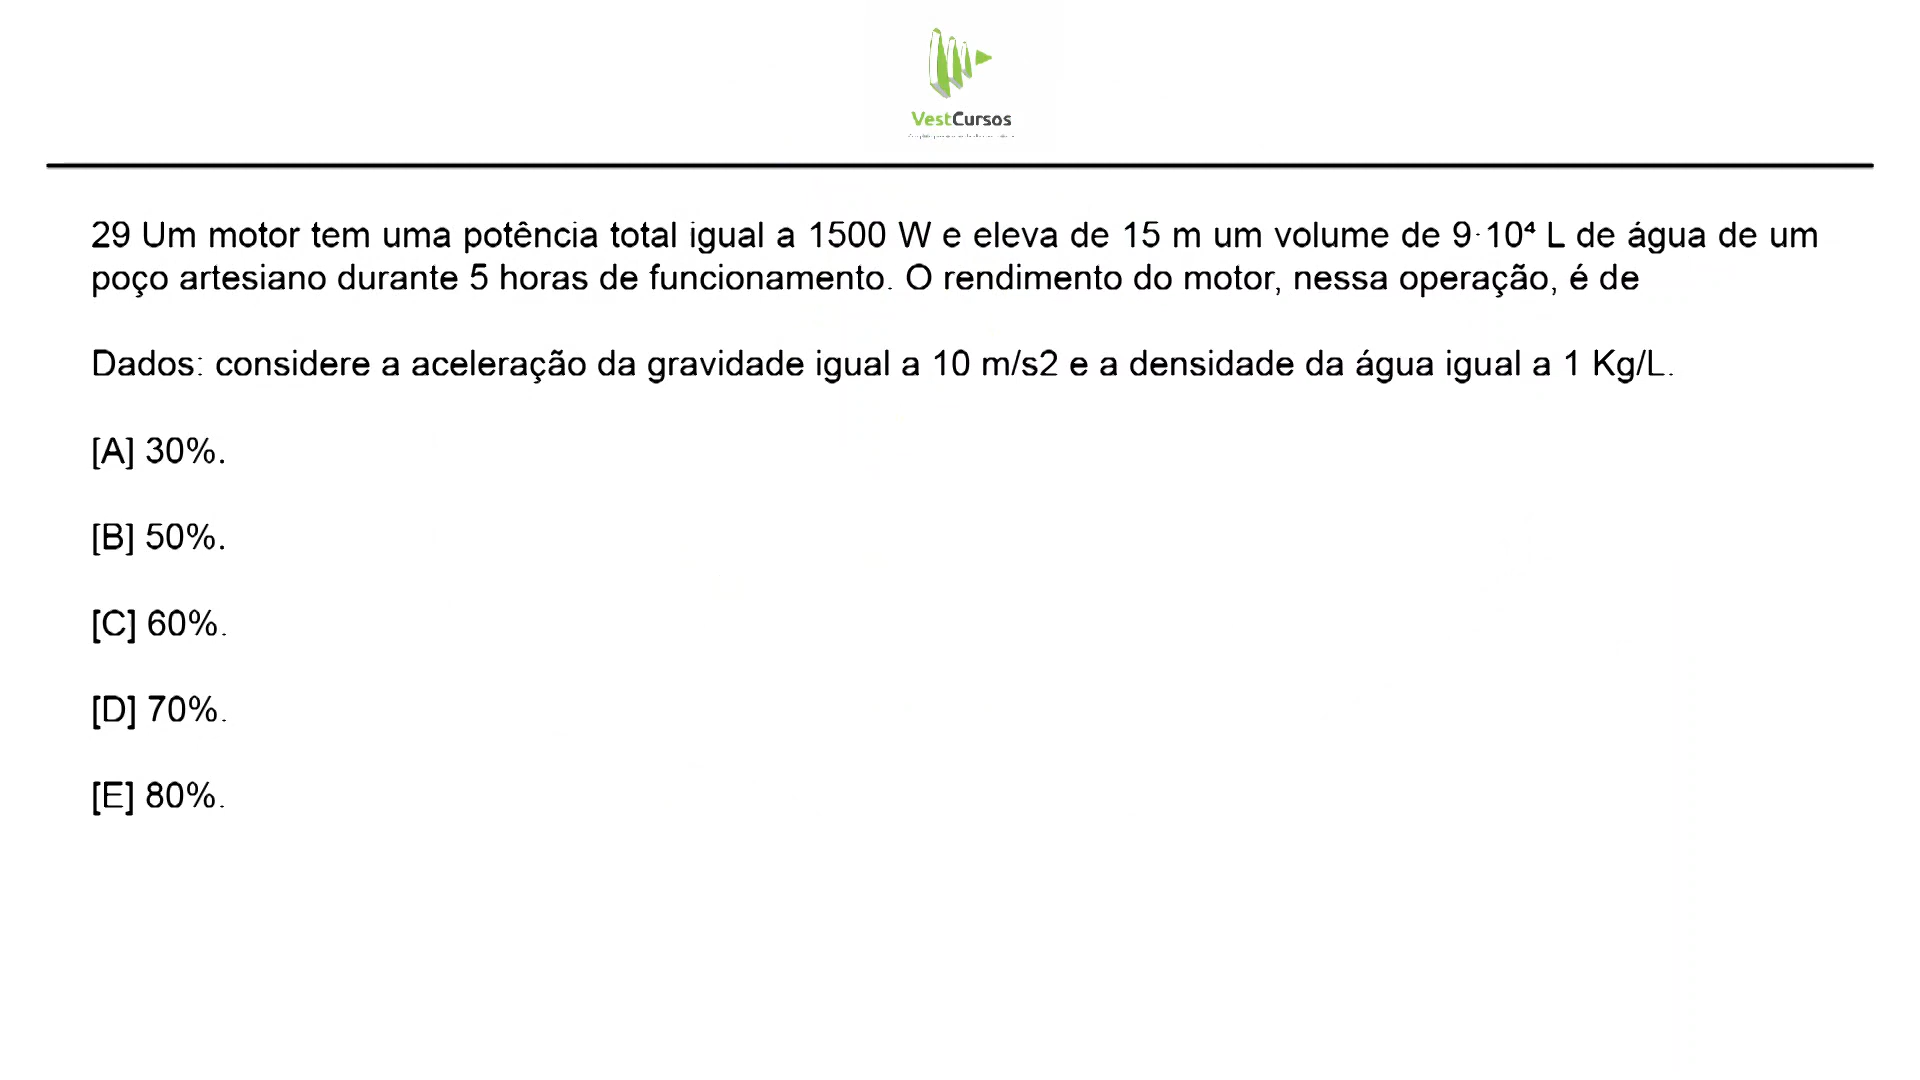 VestCursos
29 Um motor tem uma potência total igual a 1500 W e eleva de 15 m um volume de 9·10⁴ L de água de um
poço artesiano durante 5 horas de funcionamento. O rendimento do motor, nessa operação, é de
Dados: considere a aceleração da gravidade igual a 10 m/s2 e a densidade da água igual a 1 Kg/L.
[A] 30%.
[B] 50%.
[C] 60%.
[D] 70%.
[E] 80%.